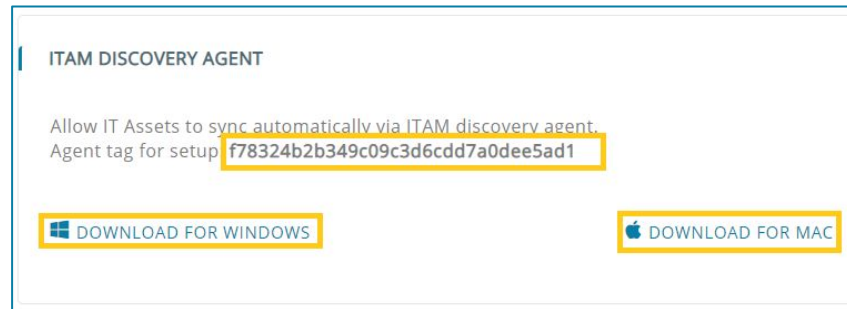 ITAM DISCOVERY AGENT
Allow IT Assets to sync automatically via ITAM discovery agent.
Agent tag for setup f78324b2b349c09c3d6cdd7a0dee5ad1
DOWNLOAD FOR WINDOWS
DOWNLOAD FOR MAC